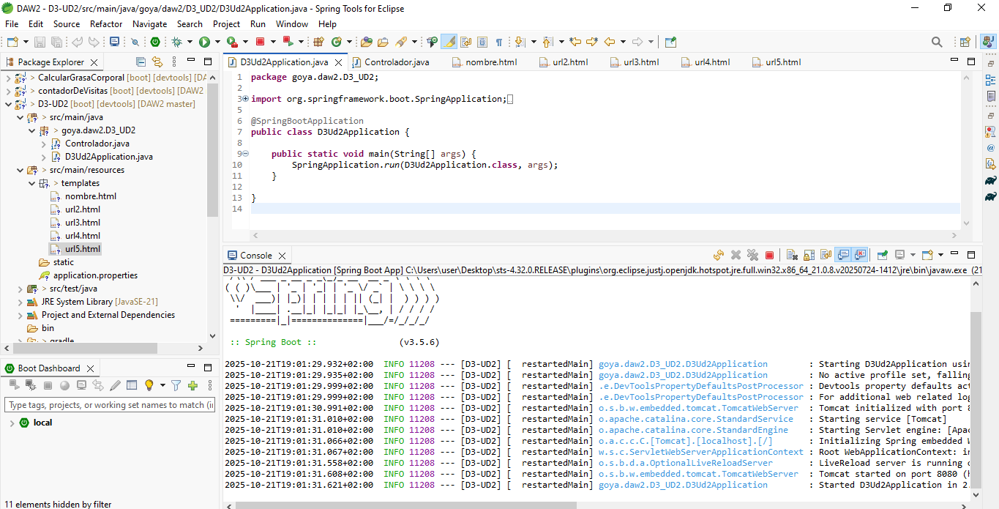 DAW2 - D3-UD2/src/main/java/goya/daw2/D3_UD2/D3Ud2Application.java - Spring Tools for Eclipse
File Edit Source Refactor Navigate Search Project Run Window Help
Package Explorer
CalcularGrasaCorporal [boot] [devtools] [DA
> contadorDeVisitas [boot] [devtools] [DAW2
> D3-UD2 [boot] [devtools] [DAW2 master]
> src/main/java
> goya.daw2.D3_UD2
Controlador.java
D3Ud2Application.java
> src/main/resources
> templates
nombre.html
url2.html
url3.html
url4.html
url5.html
static
application.properties
> src/test/java
JRE System Library [JavaSE-21]
Project and External Dependencies
bin
> gradle
Boot Dashboard
Type tags, projects, or working set names to match (in
local
11 elements hidden by filter
D3Ud2Application.java Controlador.java nombre.html url2.html url3.html url4.html url5.html
1 package goya.daw2.D3_UD2;
2
3 import org.springframework.boot.SpringApplication;
5
6 @SpringBootApplication
7 public class D3Ud2Application {
8
9 public static void main(String[] args) {
10 SpringApplication.run(D3Ud2Application.class, args);
11 }
12
13 }
14
Console
D3-UD2 - D3Ud2Application [Spring Boot App] C:\Users\user\Desktop\sts-4.32.0.RELEASE\plugins\org.eclipse.justj.openjdk.hotspot.jre.full.win32.x86_64_21.0.8.v20250724-1412\jre\bin\javaw.exe (21
:: Spring Boot :: (v3.5.6)
2025-10-21T19:01:29.932+02:00 INFO 11208 --- [D3-UD2] [ restartedMain] goya.daw2.D3_UD2.D3Ud2Application : Starting D3Ud2Application usin
2025-10-21T19:01:29.935+02:00 INFO 11208 --- [D3-UD2] [ restartedMain] goya.daw2.D3_UD2.D3Ud2Application : No active profile set, falling
2025-10-21T19:01:29.999+02:00 INFO 11208 --- [D3-UD2] [ restartedMain] .e.DevToolsPropertyDefaultsPostProcessor : Devtools property defaults act
2025-10-21T19:01:29.999+02:00 INFO 11208 --- [D3-UD2] [ restartedMain] .e.DevToolsPropertyDefaultsPostProcessor : For additional web related log
2025-10-21T19:01:30.991+02:00 INFO 11208 --- [D3-UD2] [ restartedMain] o.s.b.w.embedded.tomcat.TomcatWebServer : Tomcat initialized with port 8
2025-10-21T19:01:31.010+02:00 INFO 11208 --- [D3-UD2] [ restartedMain] o.apache.catalina.core.StandardService : Starting service [Tomcat]
2025-10-21T19:01:31.010+02:00 INFO 11208 --- [D3-UD2] [ restartedMain] o.apache.catalina.core.StandardEngine : Starting Servlet engine: [Apac
2025-10-21T19:01:31.066+02:00 INFO 11208 --- [D3-UD2] [ restartedMain] o.a.c.c.C.[Tomcat].[localhost].[/] : Initializing Spring embedded W
2025-10-21T19:01:31.067+02:00 INFO 11208 --- [D3-UD2] [ restartedMain] w.s.c.ServletWebServerApplicationContext : Root WebApplicationContext: in
2025-10-21T19:01:31.558+02:00 INFO 11208 --- [D3-UD2] [ restartedMain] o.s.b.d.a.OptionalLiveReloadServer : LiveReload server is running o
2025-10-21T19:01:31.608+02:00 INFO 11208 --- [D3-UD2] [ restartedMain] o.s.b.w.embedded.tomcat.TomcatWebServer : Tomcat started on port 8080 (h
2025-10-21T19:01:31.621+02:00 INFO 11208 --- [D3-UD2] [ restartedMain] goya.daw2.D3_UD2.D3Ud2Application : Started D3Ud2Application in 2.